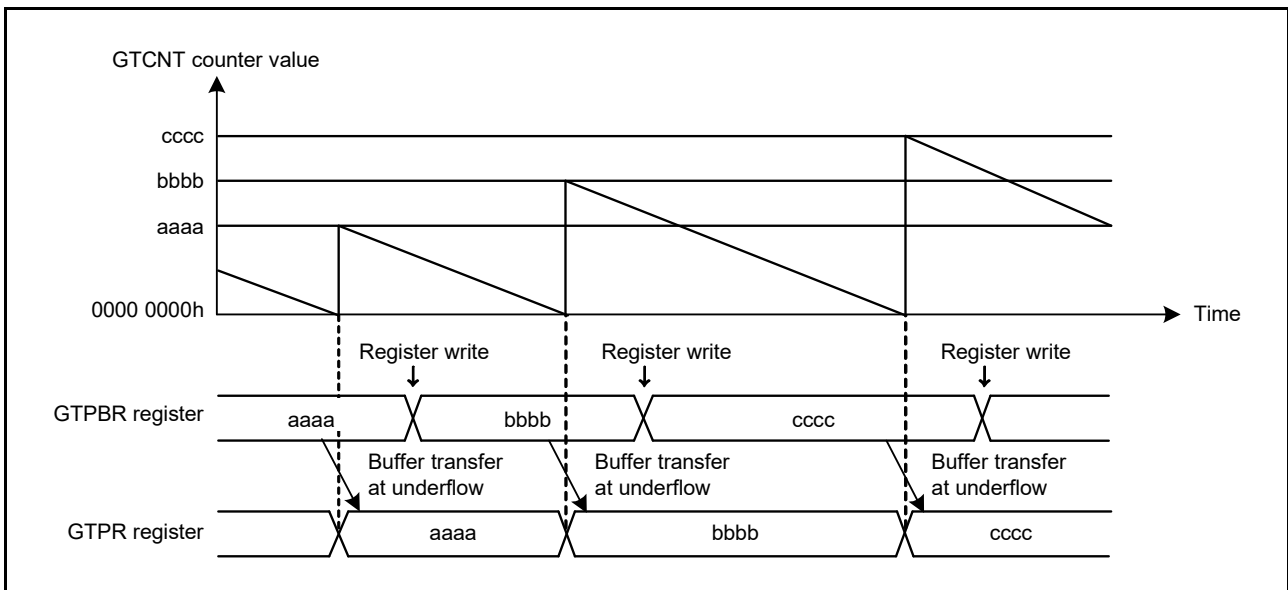 GTCNT counter value
cccc
bbbb
aaaa
0000 0000h
Time
Register write
Register write
Register write
GTPBR register
aaaa
bbbb
cccc
Buffer transfer
at underflow
Buffer transfer
at underflow
Buffer transfer
at underflow
GTPR register
aaaa
bbbb
cccc